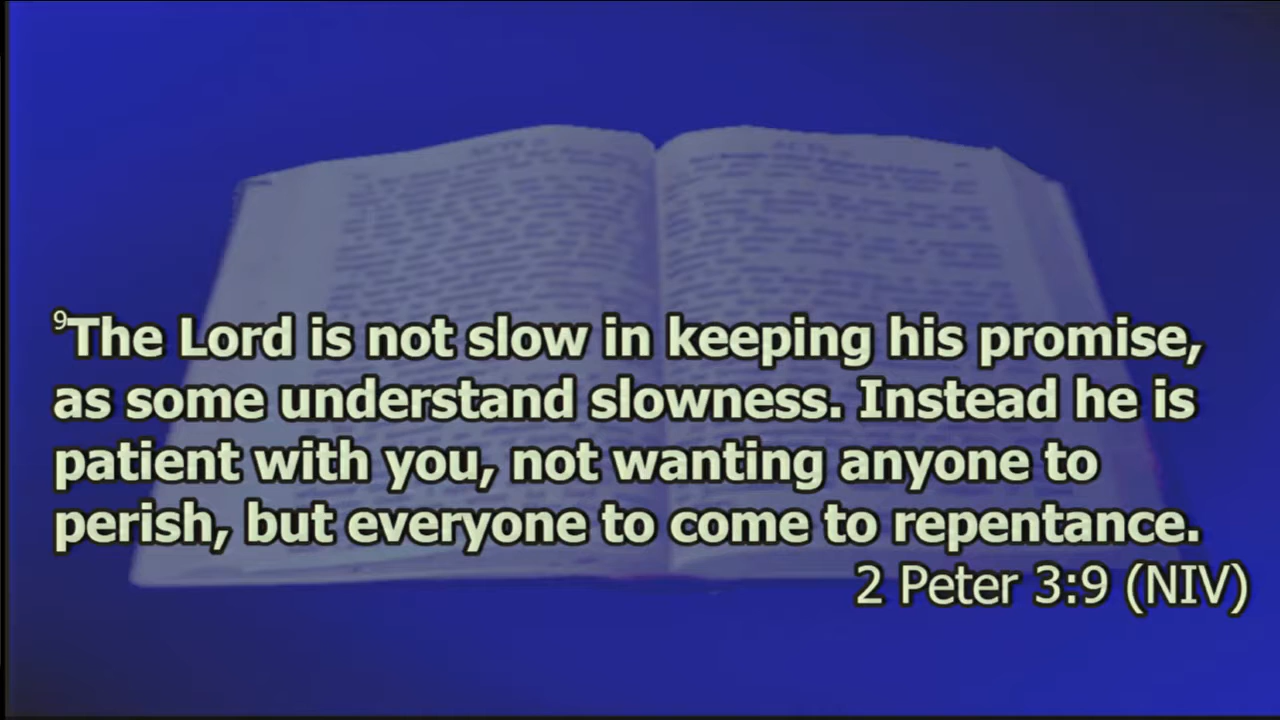 ⁹The Lord is not slow in keeping his promise,
as some understand slowness. Instead he is
patient with you, not wanting anyone to
perish, but everyone to come to repentance.
2 Peter 3:9 (NIV)